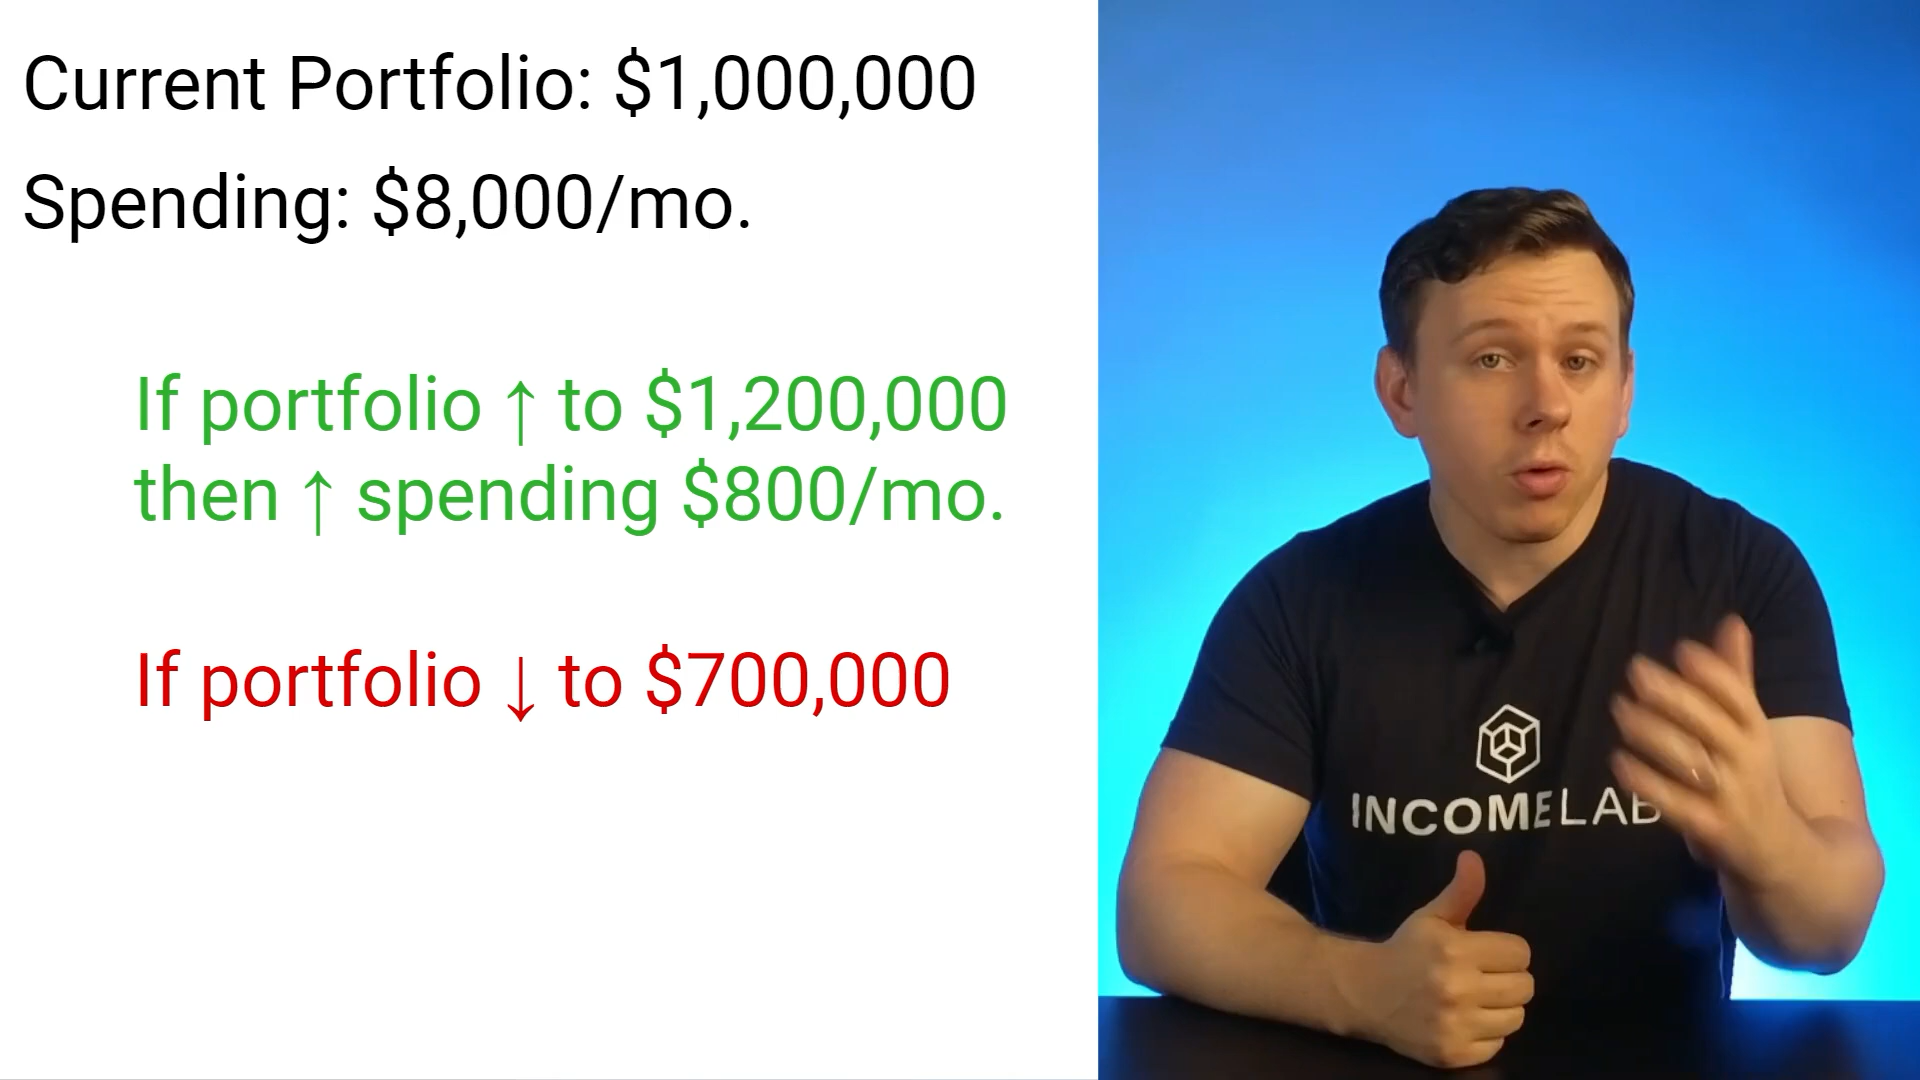 Current Portfolio: $1,000,000
Spending: $8,000/mo.
If portfolio ↑ to $1,200,000
then ↑ spending $800/mo.
If portfolio ↓ to $700,000
INCOMELAB